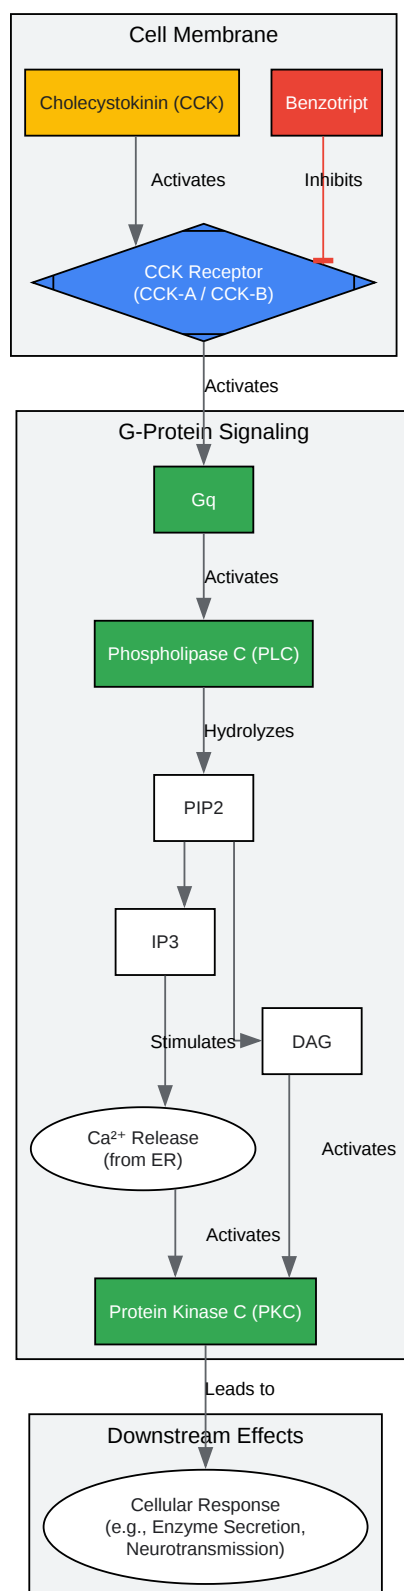 Cell Membrane
Cholecystokinin (CCK)
Benzotript
Activates
Inhibits
CCK Receptor
(CCK-A / CCK-B)
Activates
G-Protein Signaling
Gq
Activates
Phospholipase C (PLC)
Hydrolyzes
PIP2
IP3
Stimulates
DAG
Ca²⁺ Release
(from ER)
Activates
Activates
Protein Kinase C (PKC)
Leads to
Downstream Effects
Cellular Response
(e.g., Enzyme Secretion,
Neurotransmission)